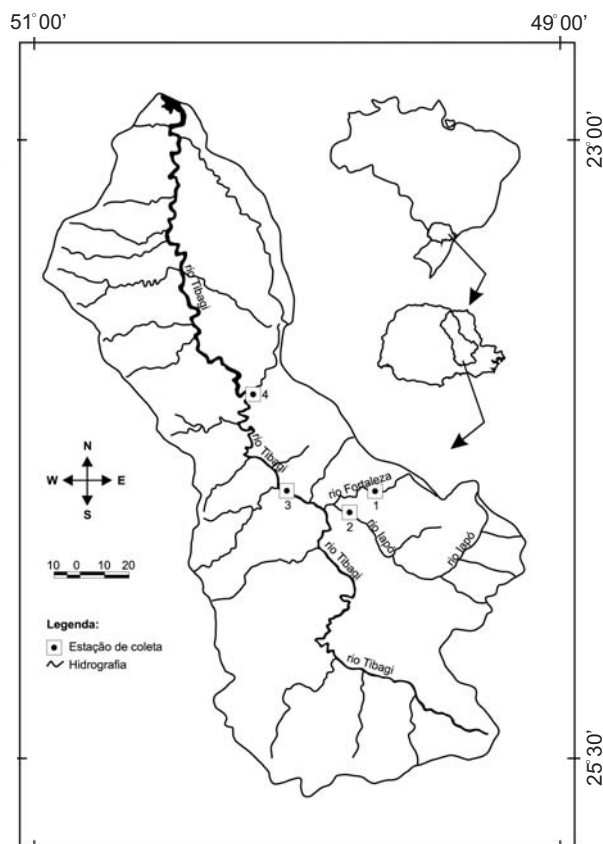 51°00'
49°00'
23°00'
rio Tibagi
4
rio Tibagi
rio Fortaleza
1
2
3
rio Iapó
rio Iapó
rio Tibagi
rio Tibagi
N
W E
S
10 0 10 20
Legenda:
Estação de coleta
Hidrografia
25°30'